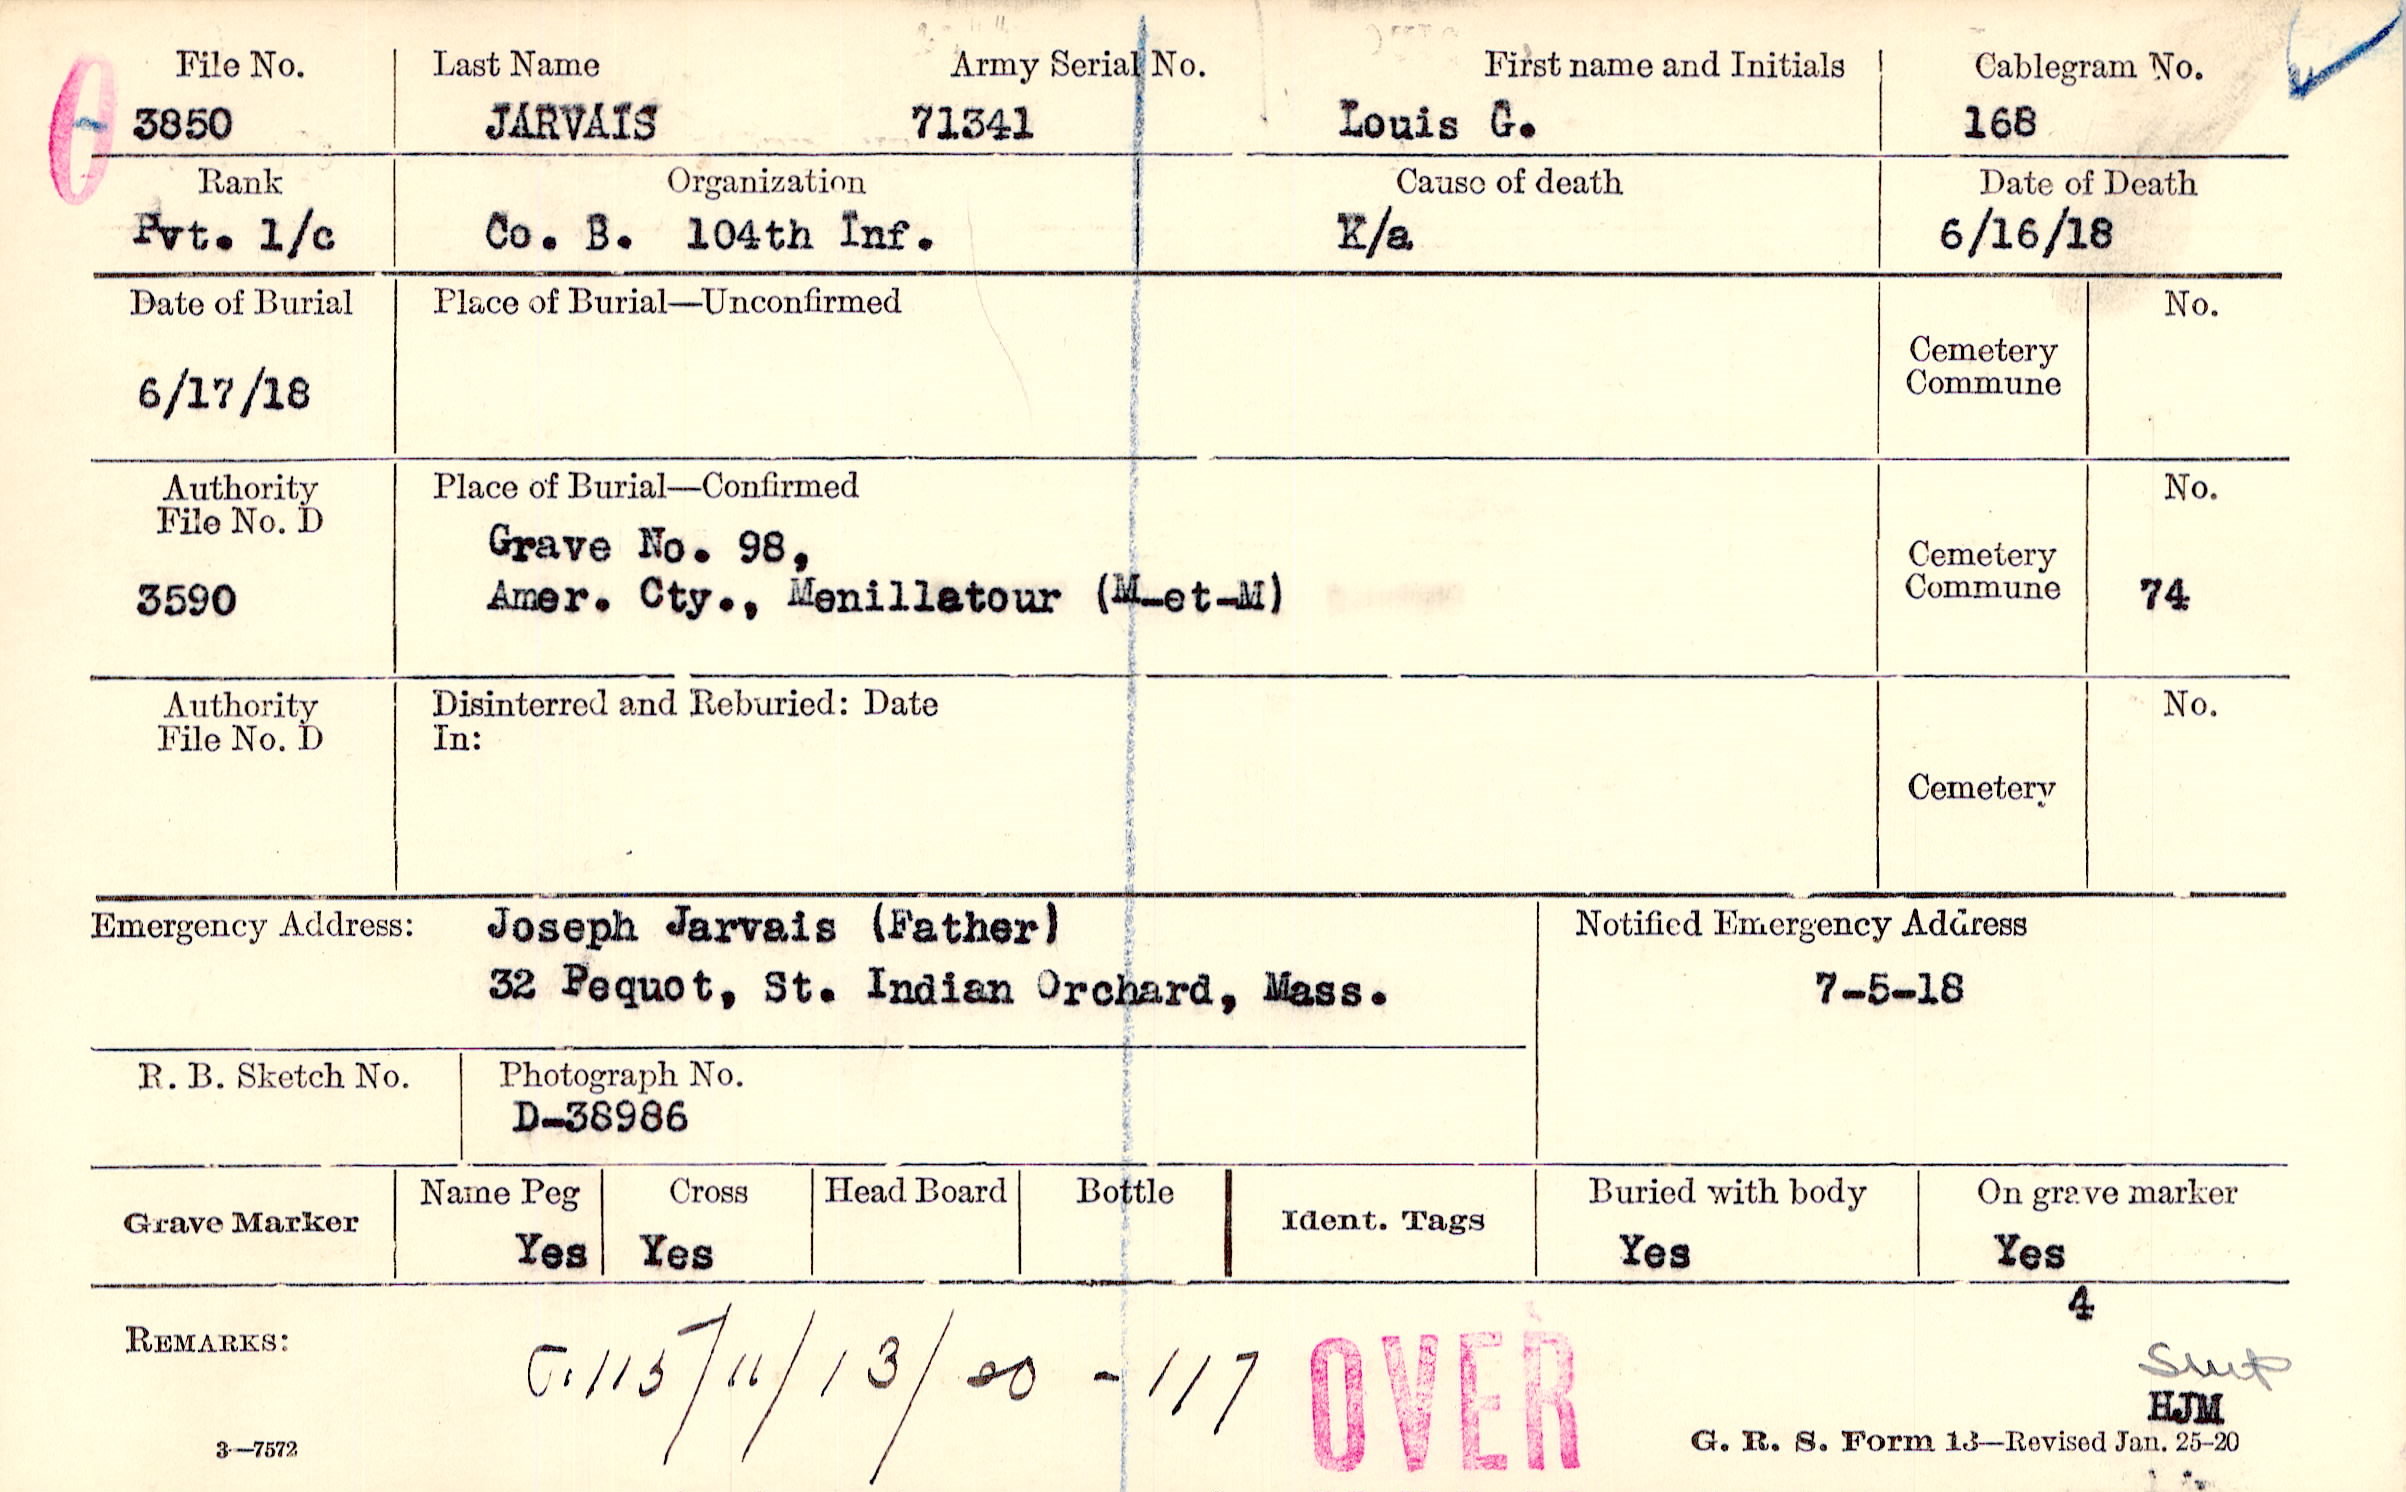 File No. Last Name Army Serial No. First name and Initials Cablegram No.
3850 JARVAIS 71341 Louis G. 168
Rank Organization Cause of death Date of Death
Pvt. 1/c Co. B. 104th Inf. K/a 6/16/18
Date of Burial Place of Burial—Unconfirmed No.
Cemetery
Commune
6/17/18
Authority Place of Burial—Confirmed No.
File No. D
Grave No. 98,
Cemetery
Commune
3590 Amer. Cty., Menillatour (M-et-M) 74
Authority Disinterred and Reburied: Date No.
File No. D In:
Cemetery
Emergency Address: Joseph Jarvais (Father) Notified Emergency Address
32 Pequot, St. Indian Orchard, Mass. 7-5-18
R. B. Sketch No. Photograph No.
D-38986
Grave Marker Name Peg Cross Head Board Bottle Ident. Tags Buried with body On grave marker
Yes Yes Yes Yes
4
REMARKS: /11/13/20 - 117 OVER
HJM
3—7572 G. R. S. Form 13—Revised Jan. 25-20